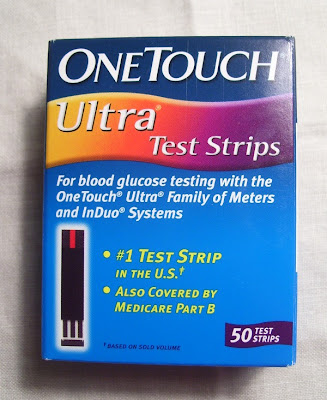 ONETOUCH®
Ultra®
Test Strips
For blood glucose testing with the
OneTouch® Ultra® Family of Meters
and InDuo® Systems
• #1 TEST STRIP
IN THE U.S.†
• ALSO COVERED BY
MEDICARE PART B
50 TEST
STRIPS
† BASED ON SOLD VOLUME